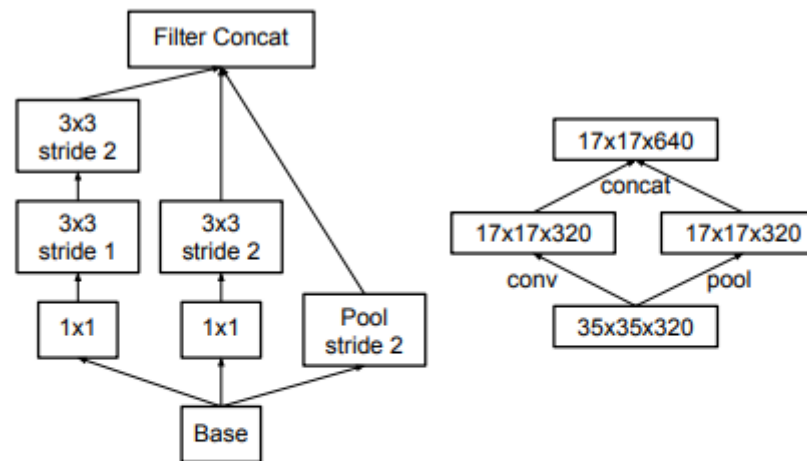 Filter Concat
3x3
stride 2
3x3
stride 1
3x3
stride 2
1x1
1x1
Pool
stride 2
Base
17x17x640
concat
17x17x320
17x17x320
conv
pool
35x35x320